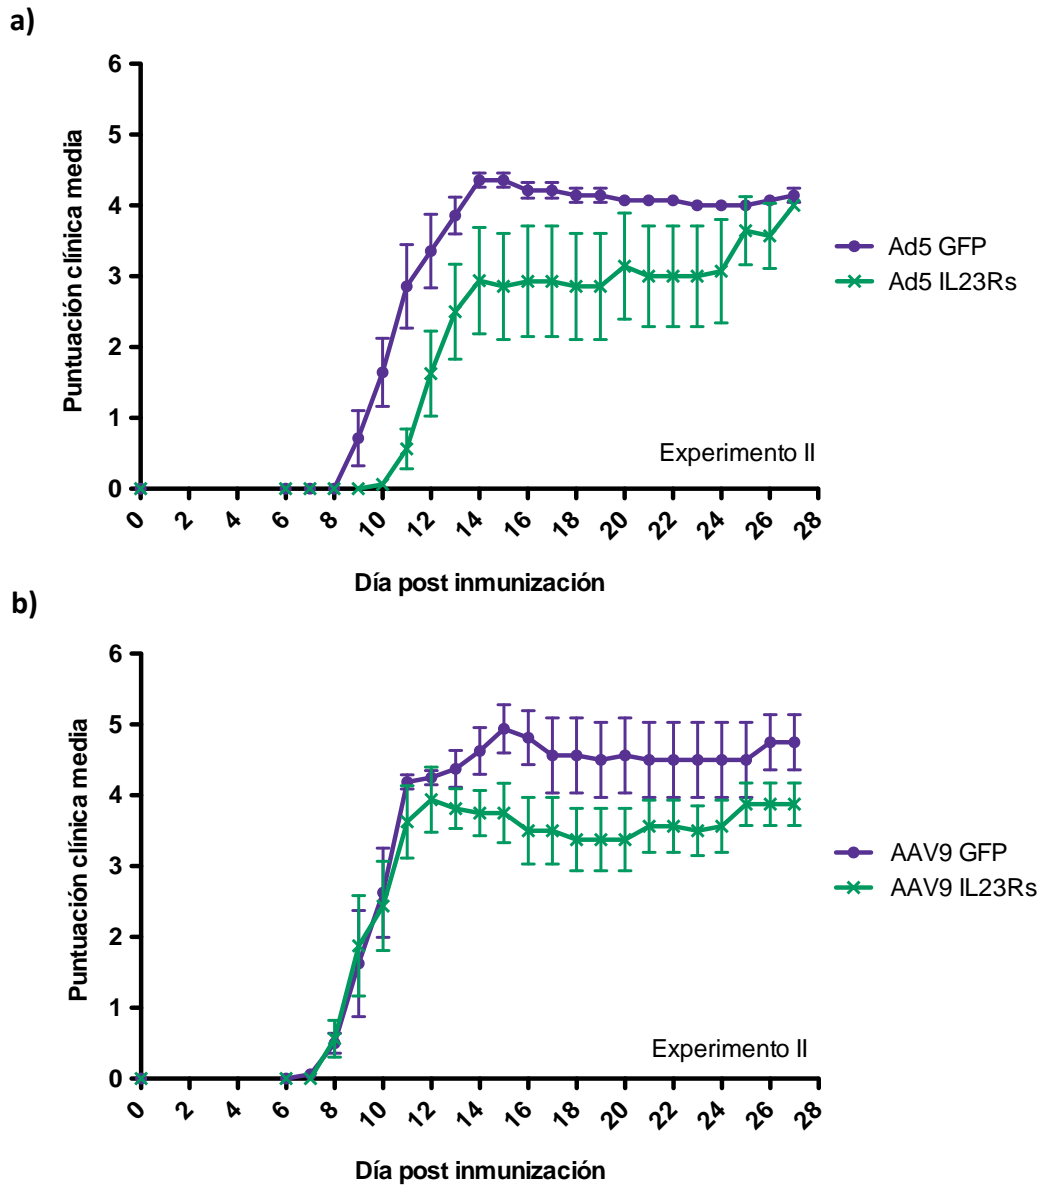 a)
6
5
4
3
2
1
0
Puntuación clínica media
Ad5 GFP
Ad5 IL23Rs
Experimento II
0 2 4 6 8 10 12 14 16 18 20 22 24 26 28
Día post inmunización
b)
6
5
4
3
2
1
0
Puntuación clínica media
AAV9 GFP
AAV9 IL23Rs
Experimento II
0 2 4 6 8 10 12 14 16 18 20 22 24 26 28
Día post inmunización